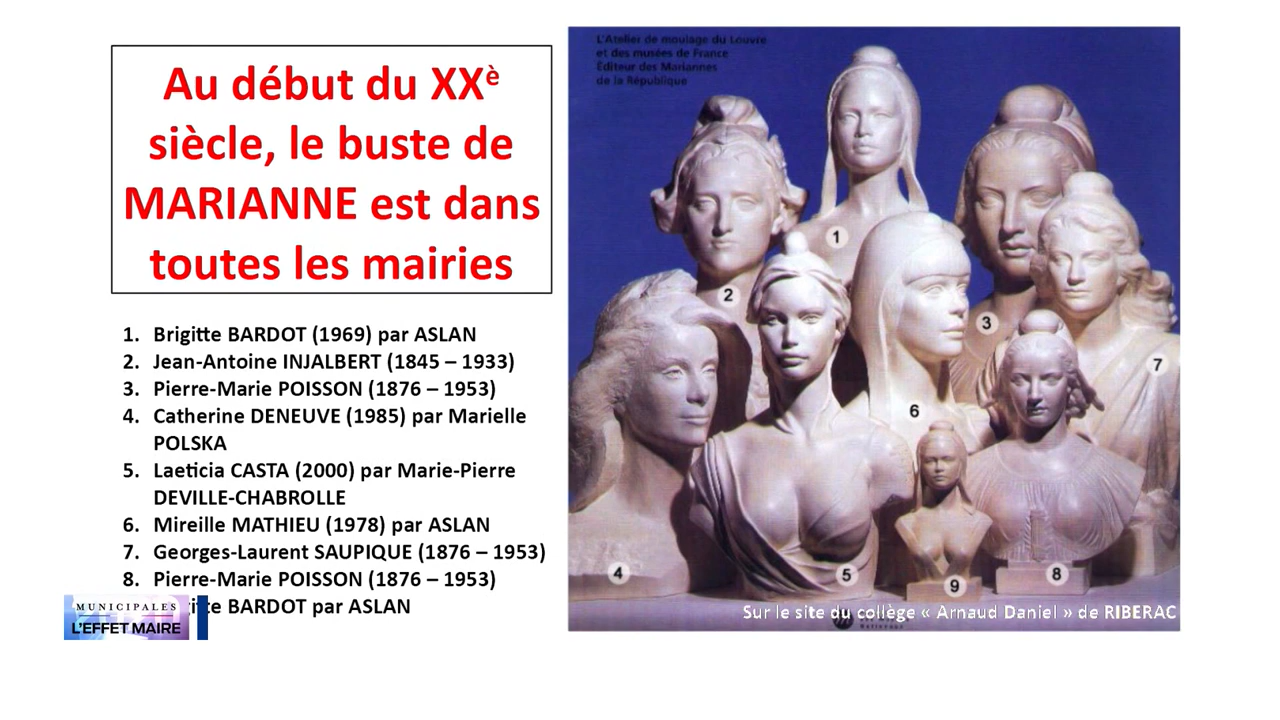 Au début du XXè
siècle, le buste de
MARIANNE est dans
toutes les mairies
1. Brigitte BARDOT (1969) par ASLAN
2. Jean-Antoine INJALBERT (1845 – 1933)
3. Pierre-Marie POISSON (1876 – 1953)
4. Catherine DENEUVE (1985) par Marielle
POLSKA
5. Laeticia CASTA (2000) par Marie-Pierre
DEVILLE-CHABROLLE
6. Mireille MATHIEU (1978) par ASLAN
7. Georges-Laurent SAUPIQUE (1876 – 1953)
8. Pierre-Marie POISSON (1876 – 1953)
BARDOT par ASLAN
MUNICIPALES
L'EFFET MAIRE
L'Atelier de moulage du Louvre
et des musées de France
Éditeur des Mariannes
de la République
1
2
3
7
6
4
5
9
8
Sur le site du collège « Arnaud Daniel » de RIBERAC